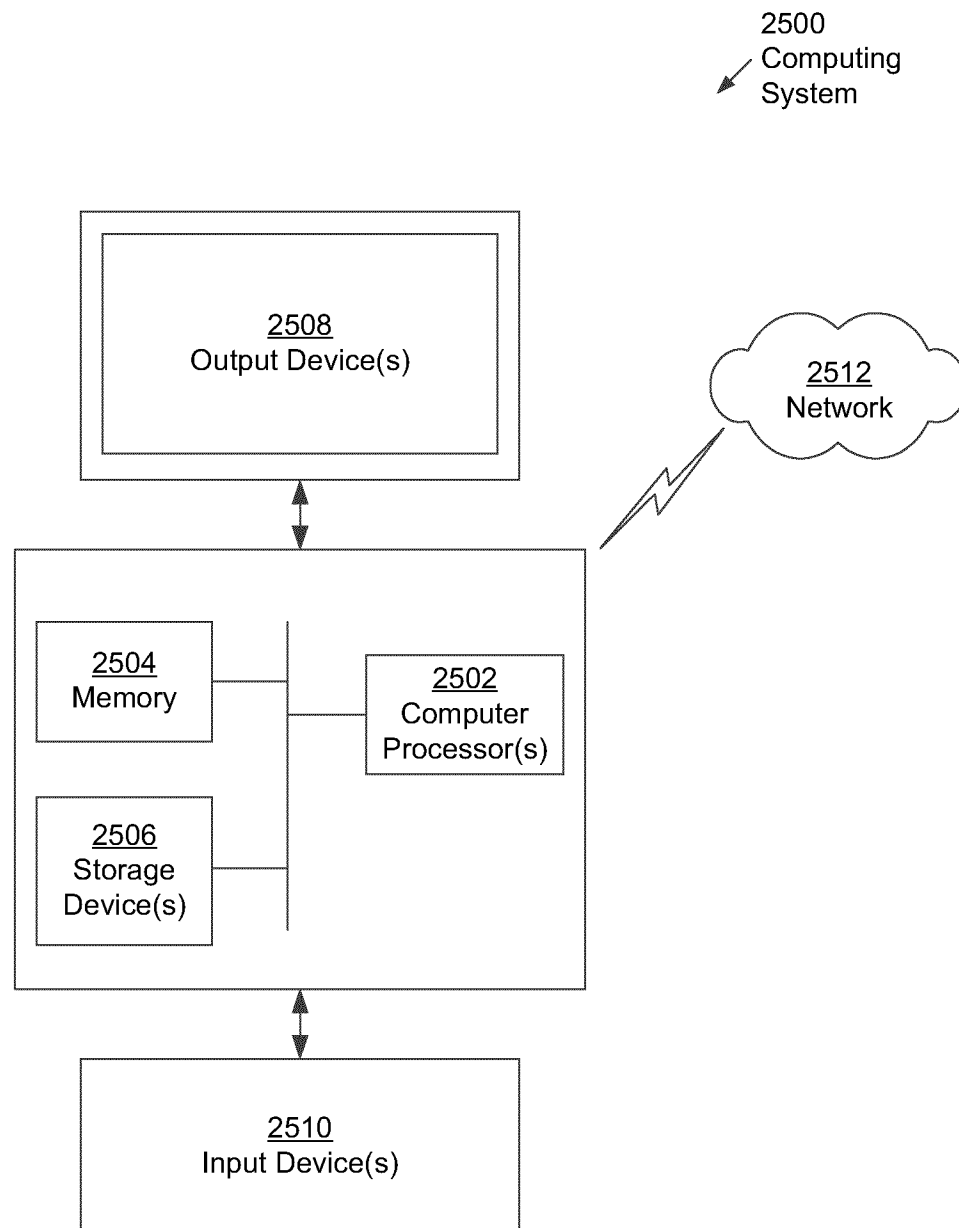 2500
Computing
System
2508
Output Device(s)
2512
Network
2504
Memory
2502
Computer
Processor(s)
2506
Storage
Device(s)
2510
Input Device(s)